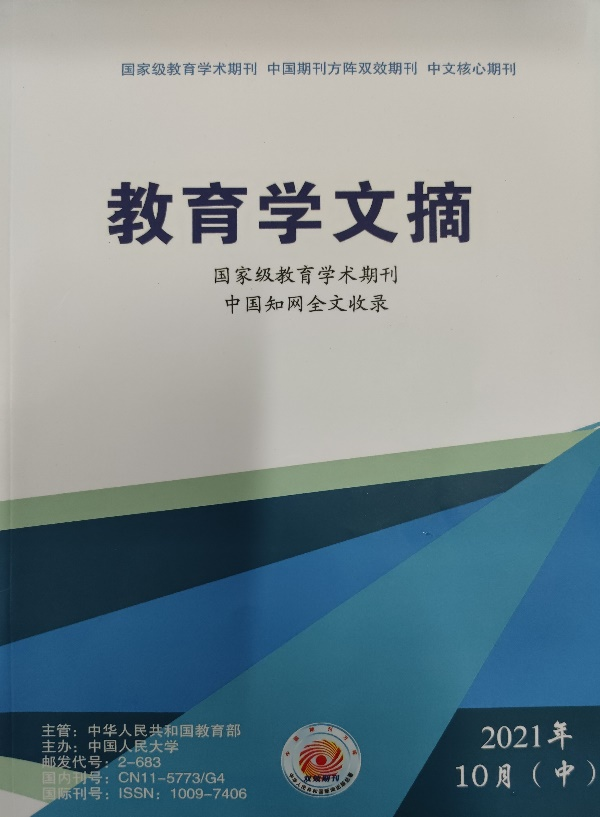 国家级教育学术期刊 中国期刊方阵双效期刊 中文核心期刊
教育学文摘
国家级教育学术期刊
中国知网全文收录
主管：中华人民共和国教育部
主办：中国人民大学
邮发代号：2-683
国内刊号：CN11-5773/G4
国际刊号：ISSN：1009-7406
双效期刊
2021年
10月（中）